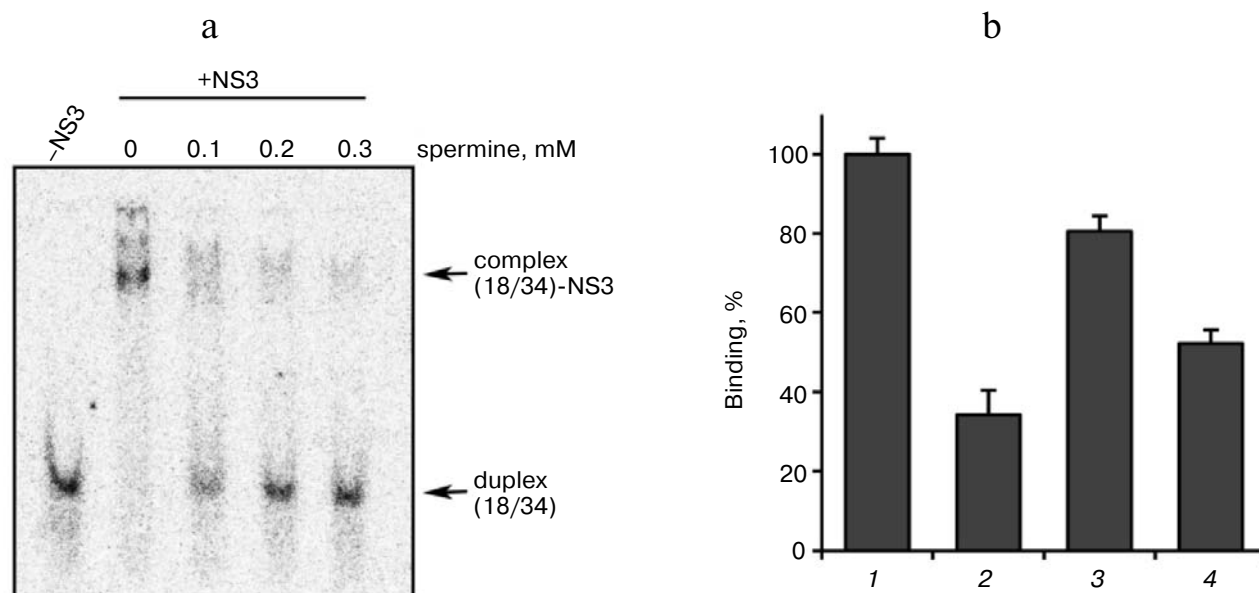 a
+NS3
–NS3
0 0.1 0.2 0.3 spermine, mM
complex
(18/34)-NS3
duplex
(18/34)
b
Binding, %
100
80
60
40
20
0
1 2 3 4